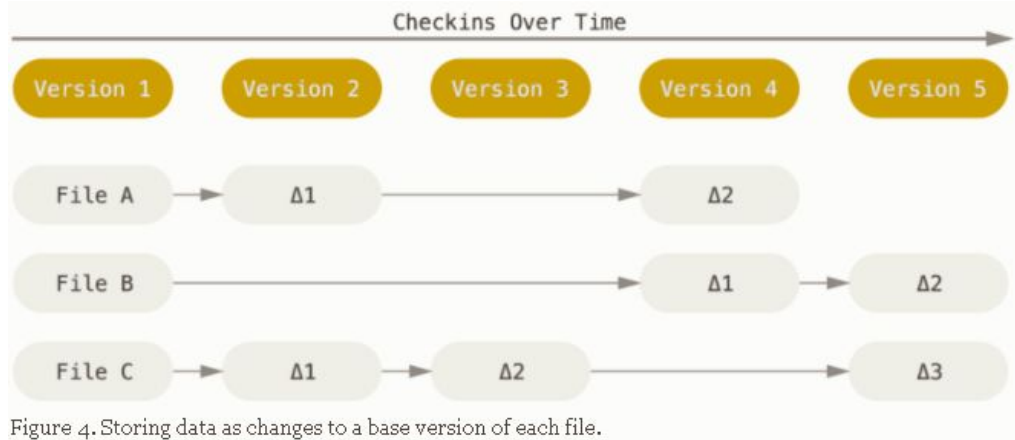 Checkins Over Time
Version 1 Version 2 Version 3 Version 4 Version 5
File A Δ1 Δ2
File B Δ1 Δ2
File C Δ1 Δ2 Δ3
Figure 4. Storing data as changes to a base version of each file.